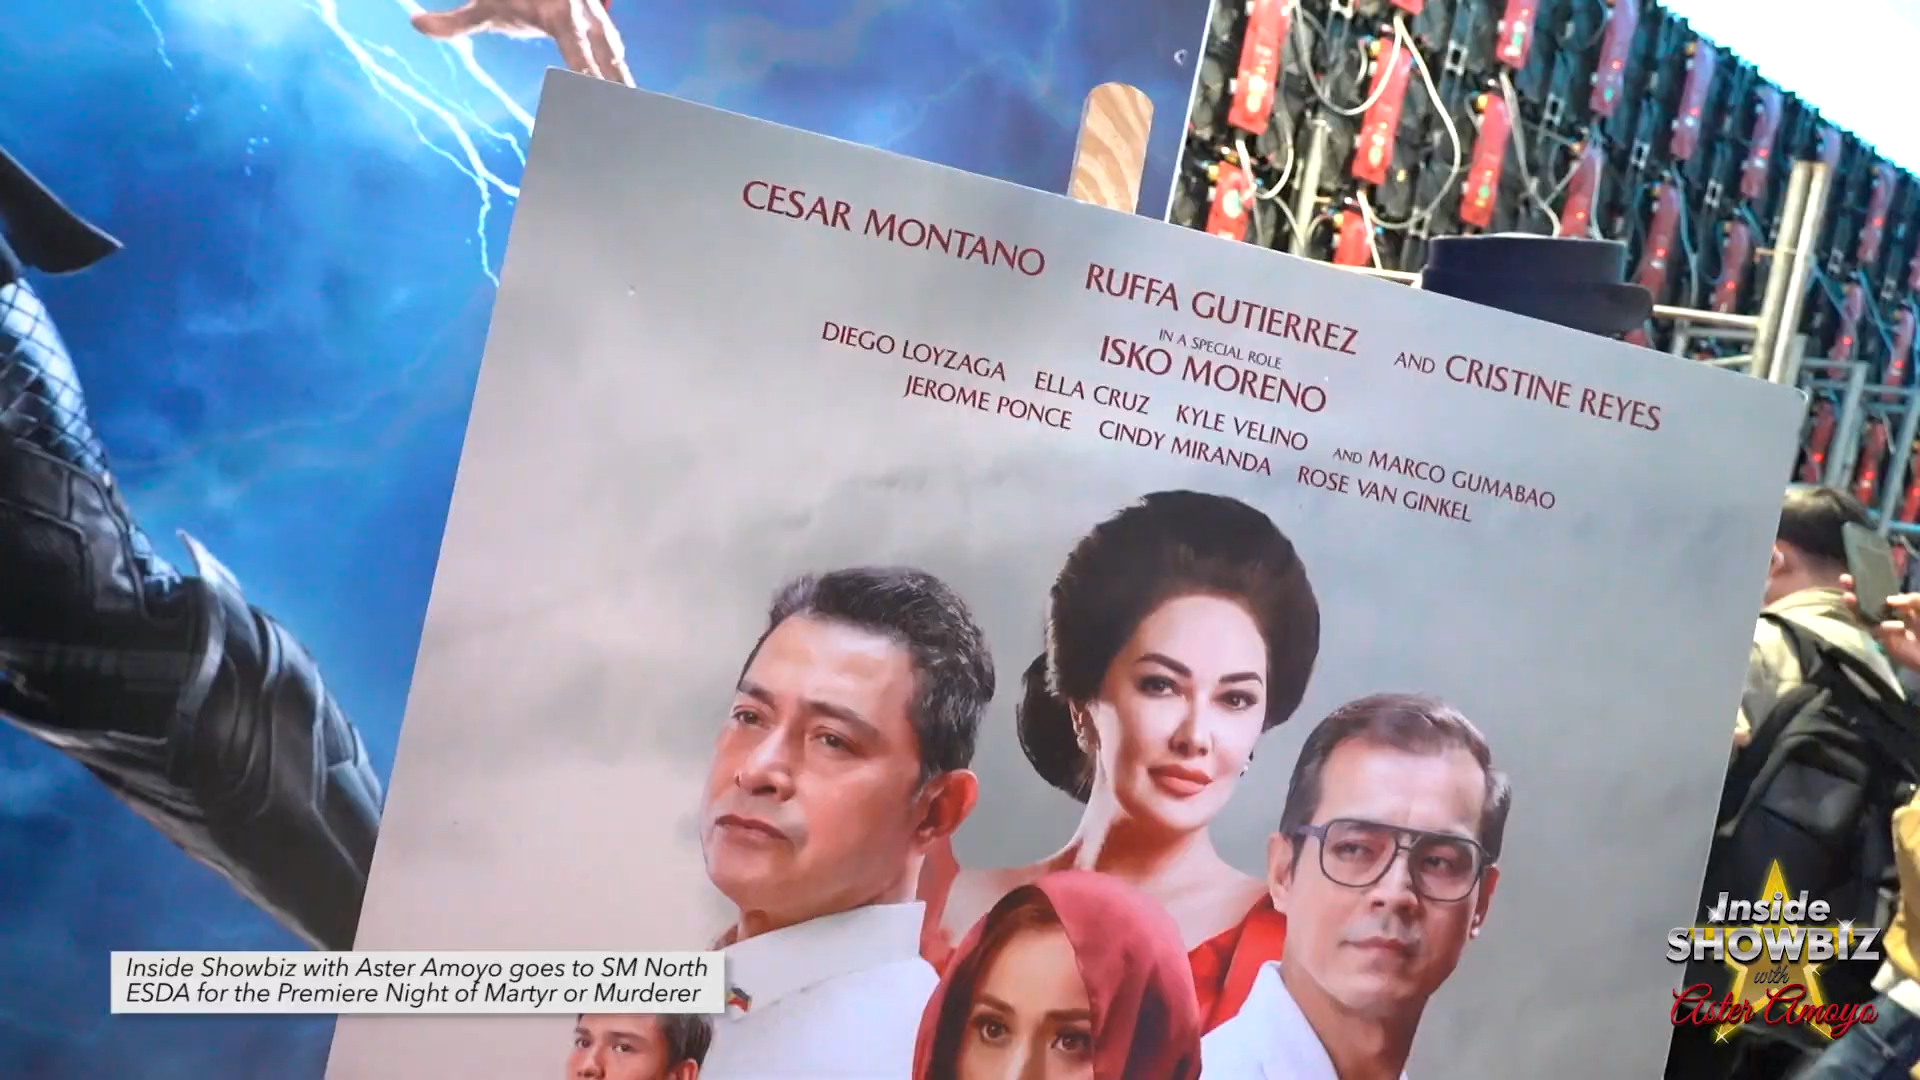 CESAR MONTANO RUFFA GUTIERREZ AND CRISTINE REYES
IN A SPECIAL ROLE
ISKO MORENO
DIEGO LOYZAGA ELLA CRUZ KYLE VELINO AND MARCO GUMABAO
JEROME PONCE CINDY MIRANDA ROSE VAN GINKEL
Inside Showbiz with Aster Amoyo goes to SM North
ESDA for the Premiere Night of Martyr or Murderer
Inside
SHOWBIZ
with
Aster Amoyo